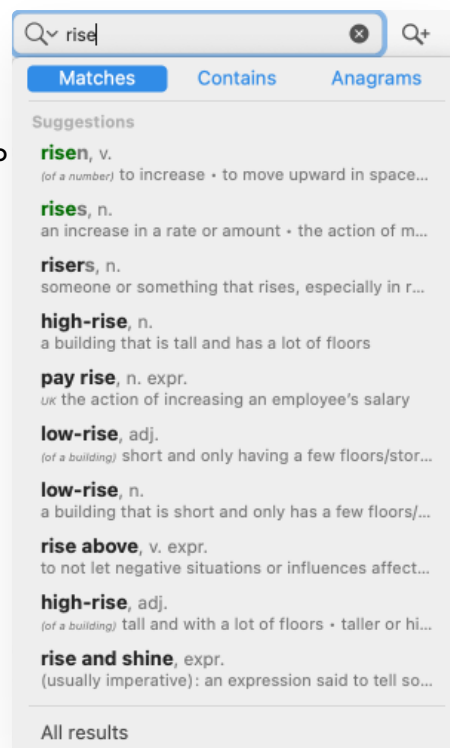 rise
Matches Contains Anagrams
Suggestions
risen, v.
(of a number) to increase • to move upward in space...
rises, n.
an increase in a rate or amount • the action of m...
risers, n.
someone or something that rises, especially in r...
high-rise, n.
a building that is tall and has a lot of floors
pay rise, n. expr.
UK the action of increasing an employee’s salary
low-rise, adj.
(of a building) short and only having a few floors/stor...
low-rise, n.
a building that is short and only has a few floors/...
rise above, v. expr.
to not let negative situations or influences affect...
high-rise, adj.
(of a building) tall and with a lot of floors • taller or hi...
rise and shine, expr.
(usually imperative): an expression said to tell so...
All results